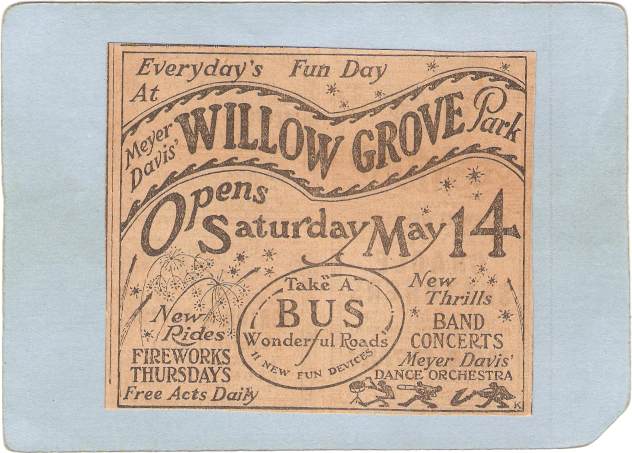 Everyday's Fun Day
At
Meyer
Davis'
WILLOW GROVE Park
Opens
Saturday May 14
New
Rides
FIREWORKS
THURSDAYS
Free Acts Daily
Take A
BUS
Wonderful Roads
11 NEW FUN DEVICES
New
Thrills
BAND
CONCERTS
Meyer Davis'
DANCE ORCHESTRA
K